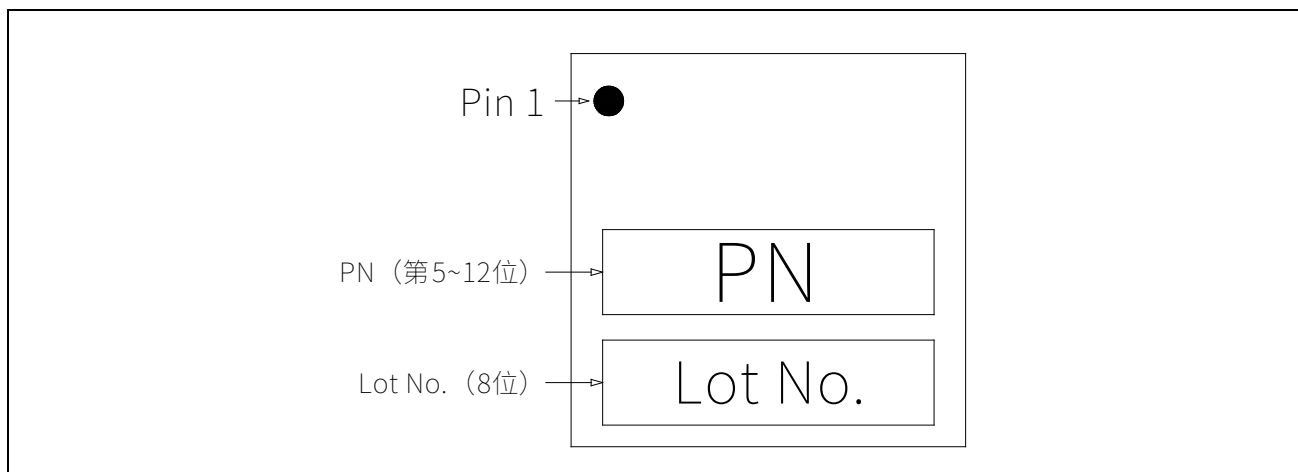 Pin 1
PN（第5~12位）
PN
Lot No.（8位）
Lot No.